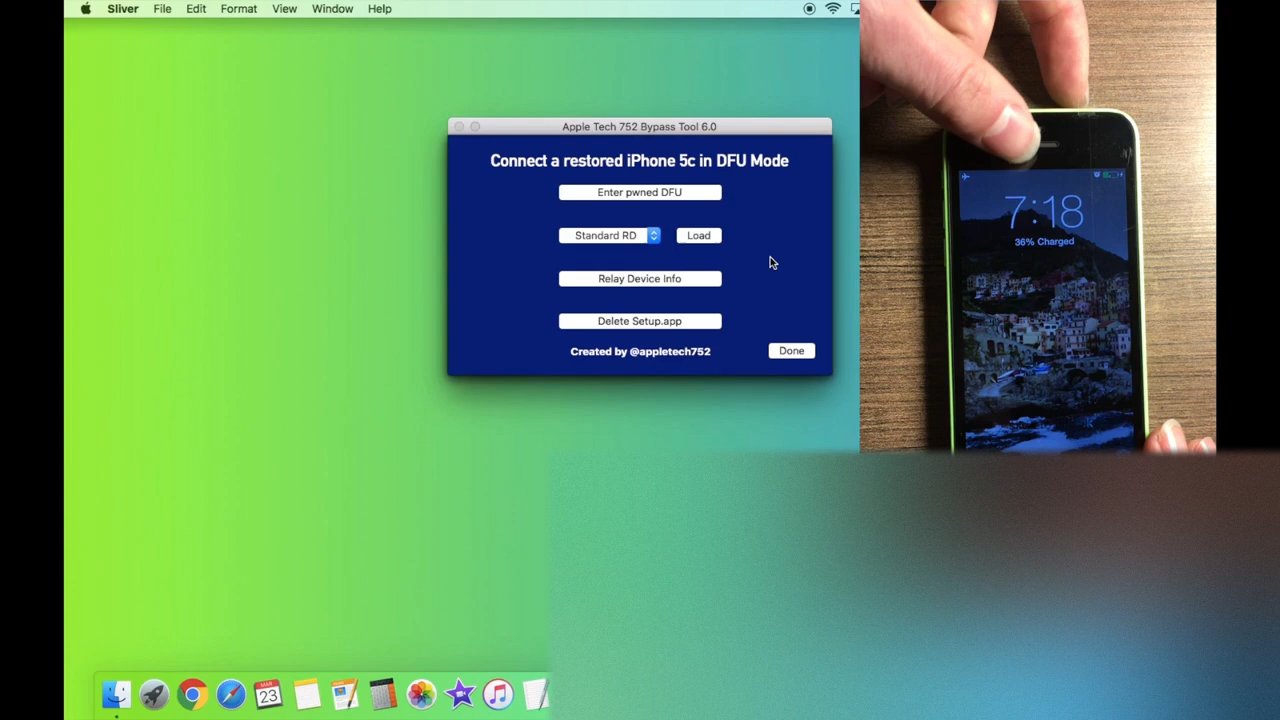 Sliver File Edit Format View Window Help
Apple Tech 752 Bypass Tool 6.0
Connect a restored iPhone 5c in DFU Mode
Enter pwned DFU
Standard RD Load
Relay Device Info
Delete Setup.app
Created by @appletech752 Done
7:18
36% Charged
MAR
23